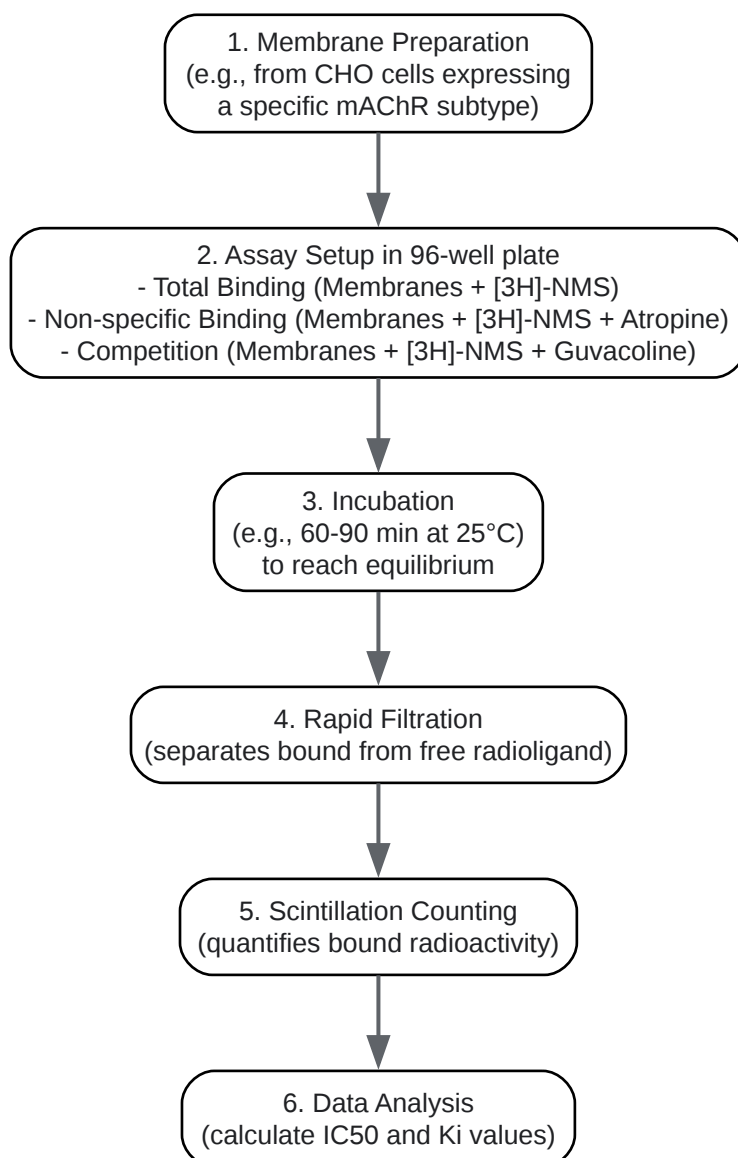 1. Membrane Preparation
(e.g., from CHO cells expressing
a specific mAChR subtype)
2. Assay Setup in 96-well plate
- Total Binding (Membranes + [3H]-NMS)
- Non-specific Binding (Membranes + [3H]-NMS + Atropine)
- Competition (Membranes + [3H]-NMS + Guvacoline)
3. Incubation
(e.g., 60-90 min at 25°C)
to reach equilibrium
4. Rapid Filtration
(separates bound from free radioligand)
5. Scintillation Counting
(quantifies bound radioactivity)
6. Data Analysis
(calculate IC50 and Ki values)